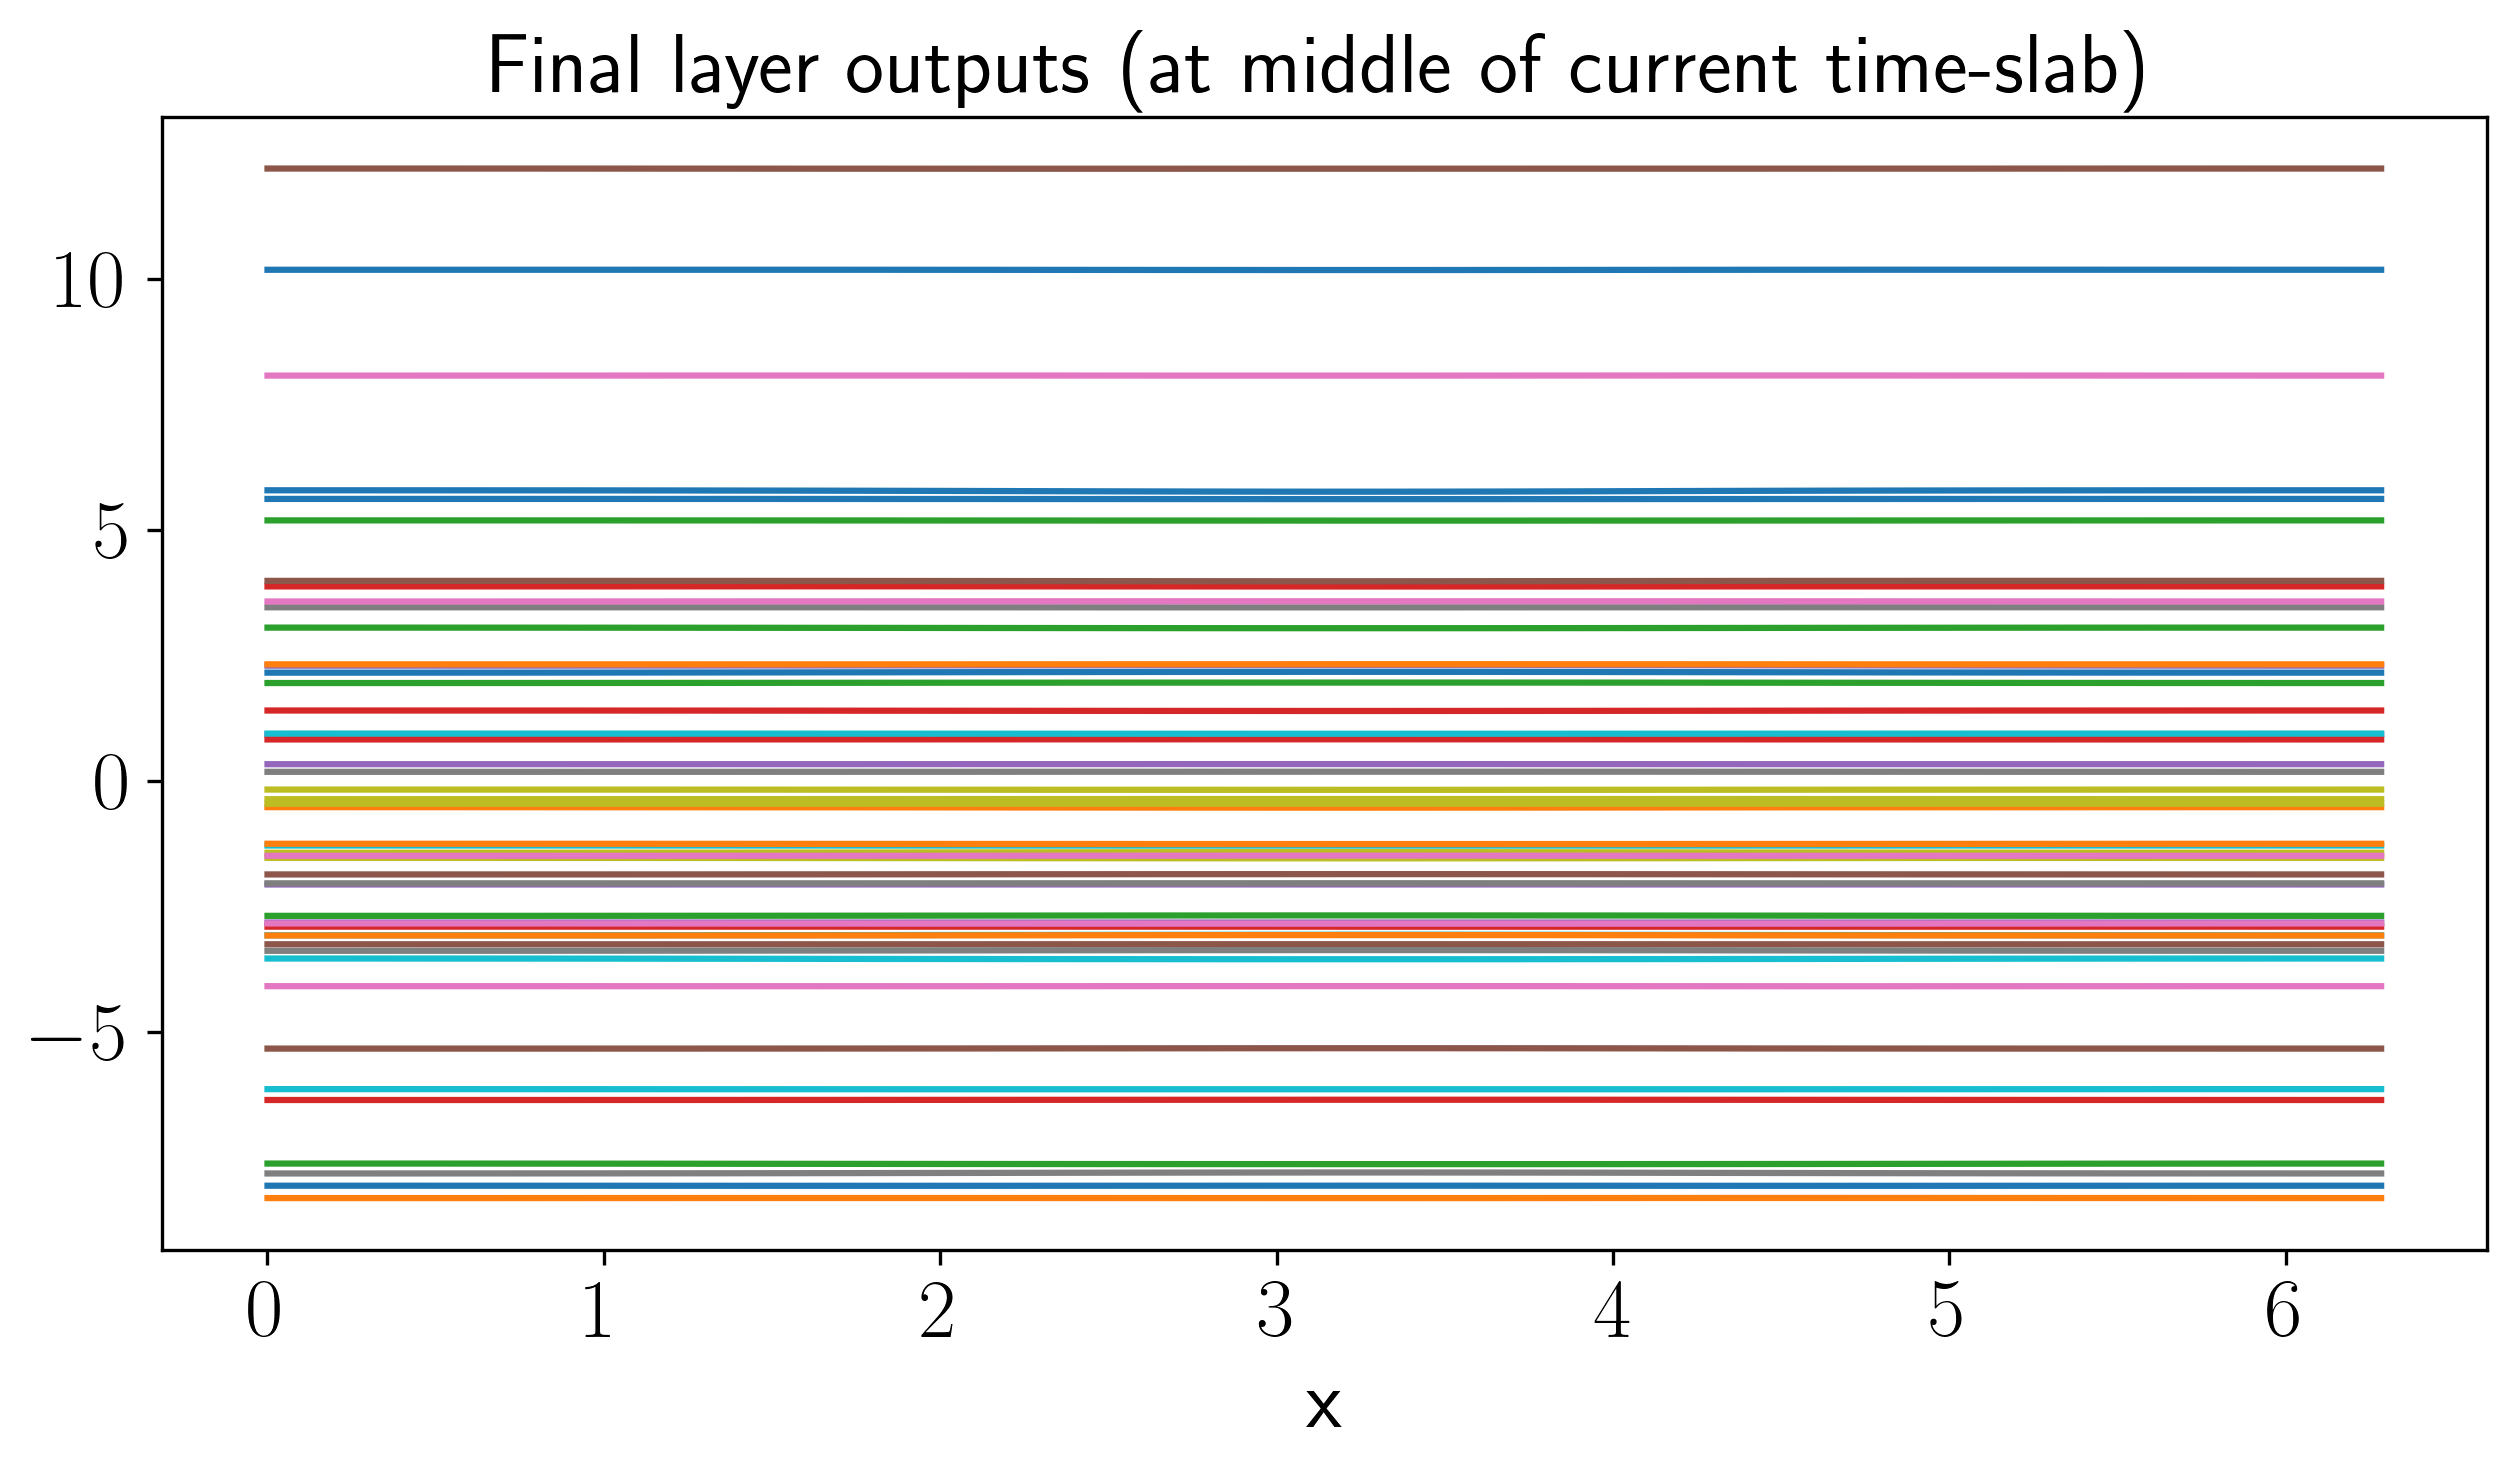 Final layer outputs (at middle of current time-slab)
10
5
0
−5
0 1 2 3 4 5 6
x